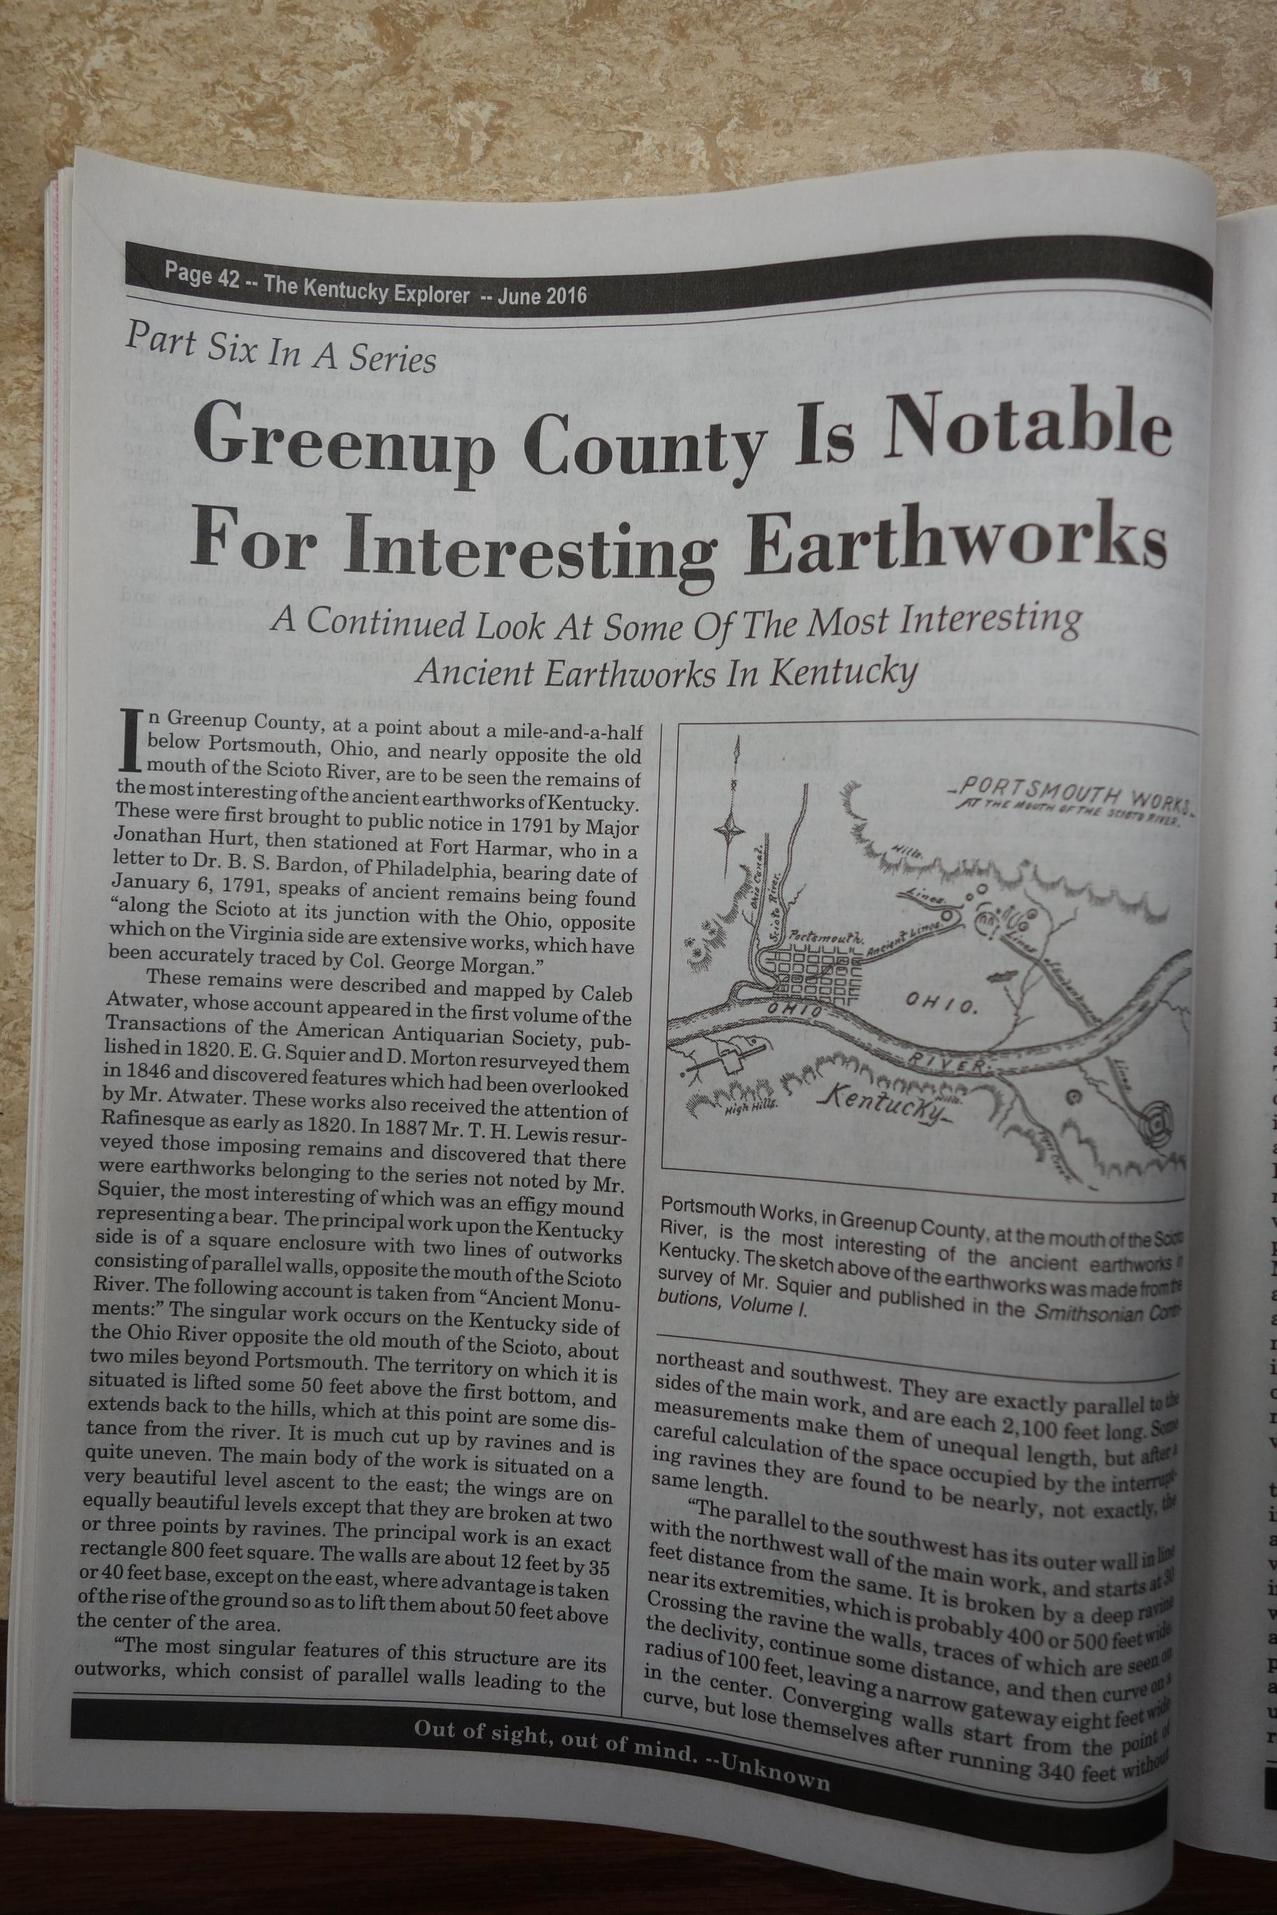 Page 42 -- The Kentucky Explorer -- June 2016
Part Six In A Series
Greenup County Is Notable
For Interesting Earthworks
A Continued Look At Some Of The Most Interesting
Ancient Earthworks In Kentucky
In Greenup County, at a point about a mile-and-a-half
below Portsmouth, Ohio, and nearly opposite the old
mouth of the Scioto River, are to be seen the remains of
the most interesting of the ancient earthworks of Kentucky.
These were first brought to public notice in 1791 by Major
Jonathan Hurt, then stationed at Fort Harmar, who in a
letter to Dr. B. S. Bardon, of Philadelphia, bearing date of
January 6, 1791, speaks of ancient remains being found
“along the Scioto at its junction with the Ohio, opposite
which on the Virginia side are extensive works, which have
been accurately traced by Col. George Morgan.”
These remains were described and mapped by Caleb
Atwater, whose account appeared in the first volume of the
Transactions of the American Antiquarian Society, pub-
lished in 1820. E. G. Squier and D. Morton resurveyed them
in 1846 and discovered features which had been overlooked
by Mr. Atwater. These works also received the attention of
Rafinesque as early as 1820. In 1887 Mr. T. H. Lewis resur-
veyed those imposing remains and discovered that there
were earthworks belonging to the series not noted by Mr.
Squier, the most interesting of which was an effigy mound
representing a bear. The principal work upon the Kentucky
side is of a square enclosure with two lines of outworks
consisting of parallel walls, opposite the mouth of the Scioto
River. The following account is taken from “Ancient Monu-
ments:” The singular work occurs on the Kentucky side of
the Ohio River opposite the old mouth of the Scioto, about
two miles beyond Portsmouth. The territory on which it is
situated is lifted some 50 feet above the first bottom, and
extends back to the hills, which at this point are some dis-
tance from the river. It is much cut up by ravines and is
quite uneven. The main body of the work is situated on a
very beautiful level ascent to the east; the wings are on
equally beautiful levels except that they are broken at two
or three points by ravines. The principal work is an exact
rectangle 800 feet square. The walls are about 12 feet by 35
or 40 feet base, except on the east, where advantage is taken
of the rise of the ground so as to lift them about 50 feet above
the center of the area.
“The most singular features of this structure are its
outworks, which consist of parallel walls leading to the
PORTSMOUTH WORKS.
AT THE MOUTH OF THE SCIOTO RIVER.
Hills.
Ohio Canal.
Scioto River.
Lines
Portsmouth.
Ancient Lines
Lines
OHIO.
OHIO
RIVER.
Lines
High Hills.
Kentucky
Portsmouth Works, in Greenup County, at the mouth of the Scioto
River, is the most interesting of the ancient earthworks in
Kentucky. The sketch above of the earthworks was made from the
survey of Mr. Squier and published in the Smithsonian Contri-
butions, Volume I.
northeast and southwest. They are exactly parallel to the
sides of the main work, and are each 2,100 feet long. Some
measurements make them of unequal length, but after a
careful calculation of the space occupied by the interrupt-
ing ravines they are found to be nearly, not exactly, the
same length.
“The parallel to the southwest has its outer wall in line
with the northwest wall of the main work, and starts at 30
feet distance from the same. It is broken by a deep ravine
near its extremities, which is probably 400 or 500 feet wide.
Crossing the ravine the walls, traces of which are seen on
the declivity, continue some distance, and then curve on a
radius of 100 feet, leaving a narrow gateway eight feet wide
in the center. Converging walls start from the point of
curve, but lose themselves after running 340 feet without
Out of sight, out of mind. --Unknown